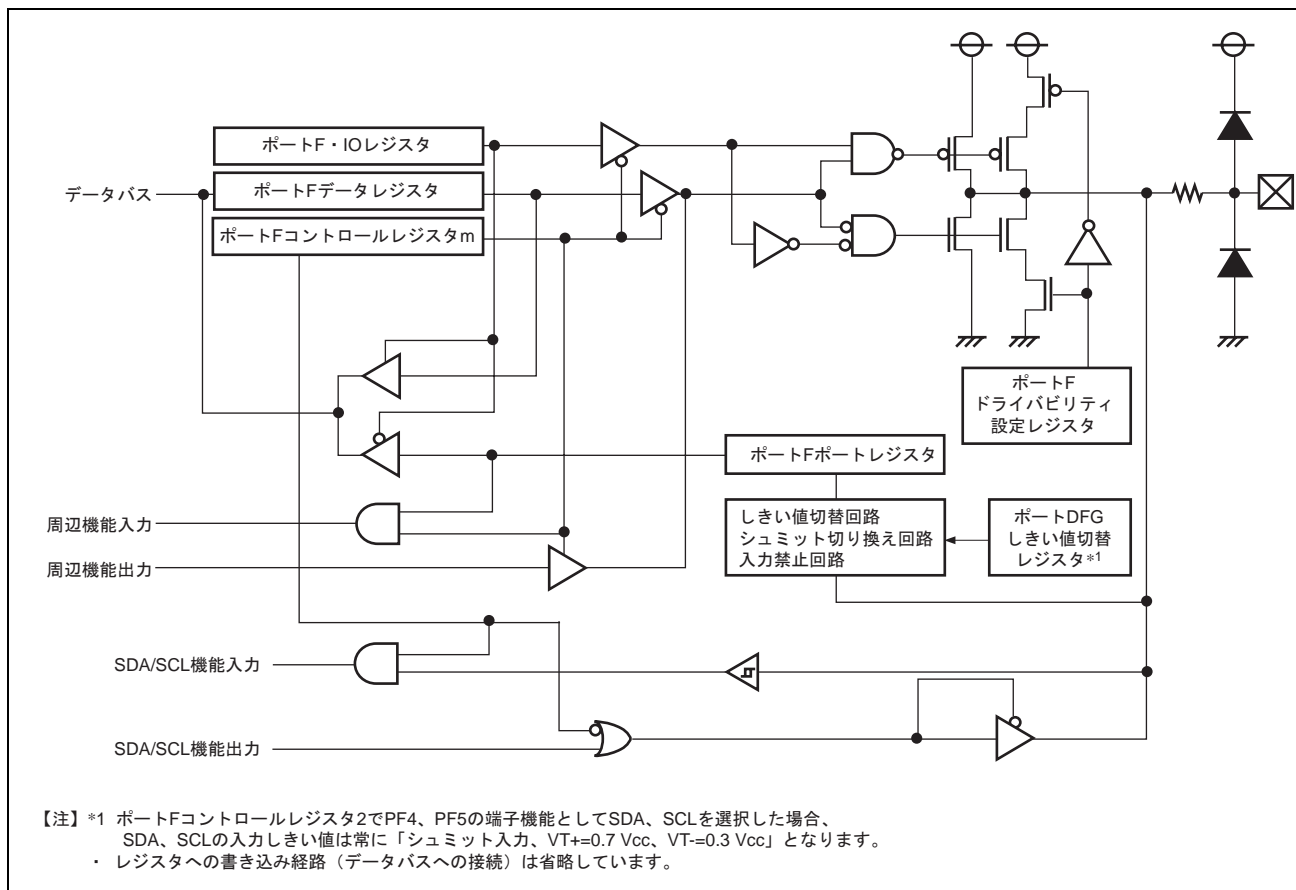 ポートF・IOレジスタ
データバス
ポートFデータレジスタ
ポートFコントロールレジスタm
ポートF
ドライバビリティ
設定レジスタ
ポートFポートレジスタ
しきい値切替回路
シュミット切り換え回路
入力禁止回路
ポートDFG
しきい値切替
レジスタ*1
周辺機能入力
周辺機能出力
SDA/SCL機能入力
SDA/SCL機能出力
【注】*1 ポートFコントロールレジスタ2でPF4、PF5の端子機能としてSDA、SCLを選択した場合、
SDA、SCLの入力しきい値は常に「シュミット入力、VT+=0.7 Vcc、VT-=0.3 Vcc」となります。
・ レジスタへの書き込み経路（データバスへの接続）は省略しています。